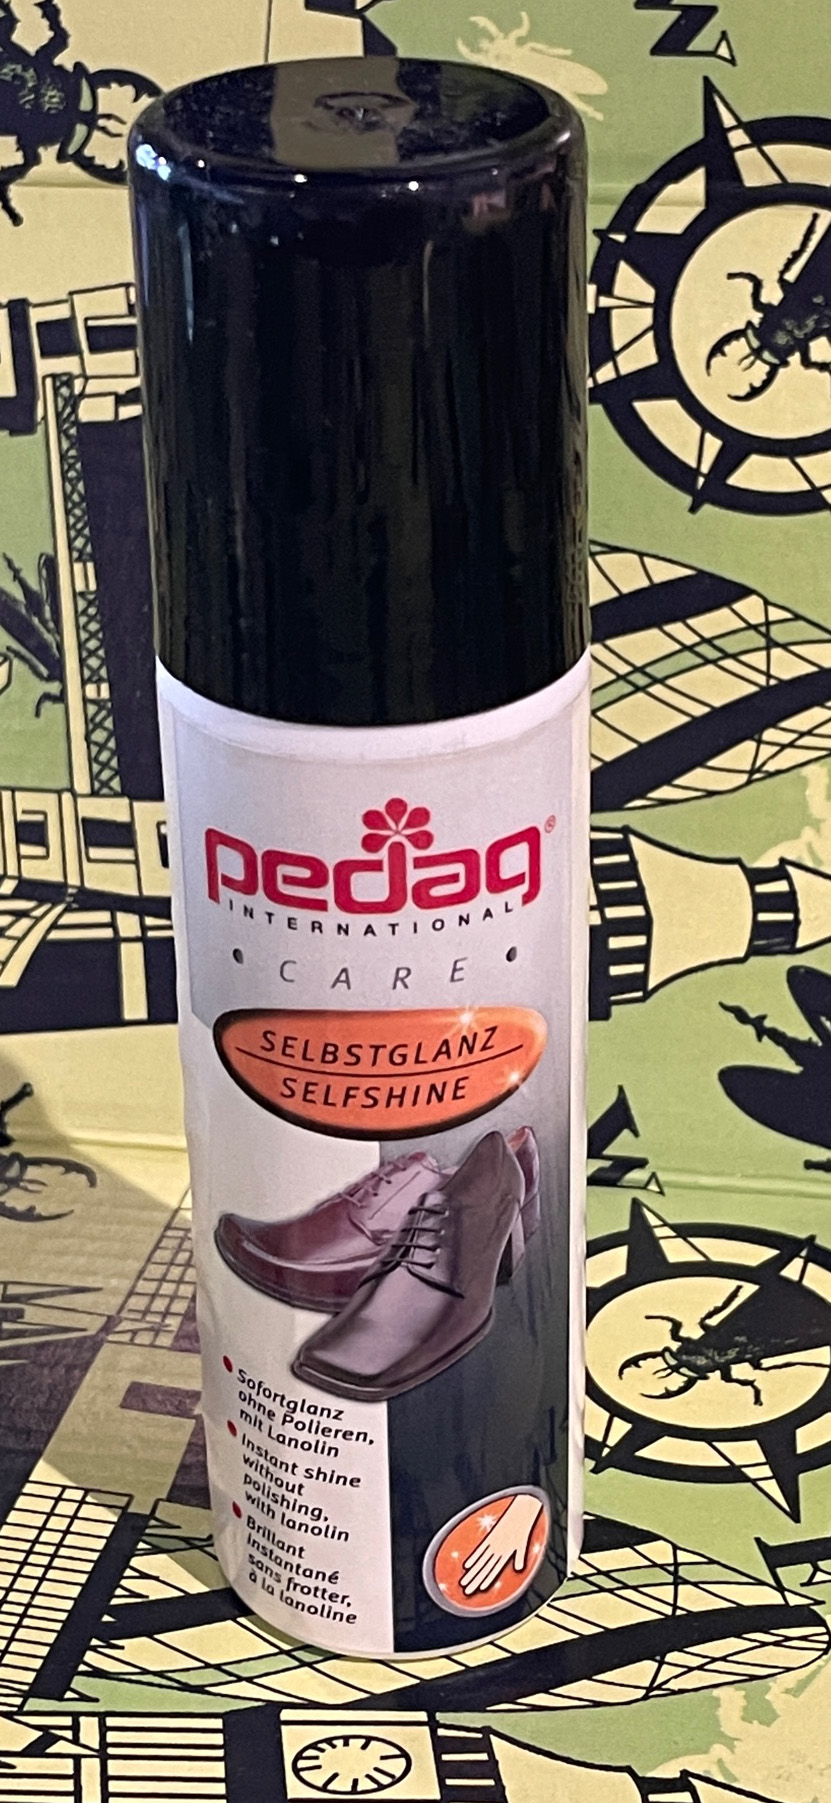 pedag®
INTERNATIONAL
• CARE •
SELBSTGLANZ
SELFSHINE
• Sofortglanz
ohne Polieren,
mit Lanolin
• Instant shine
without
polishing,
with lanolin
• Brillant
instantané
sans frotter,
à la lanoline